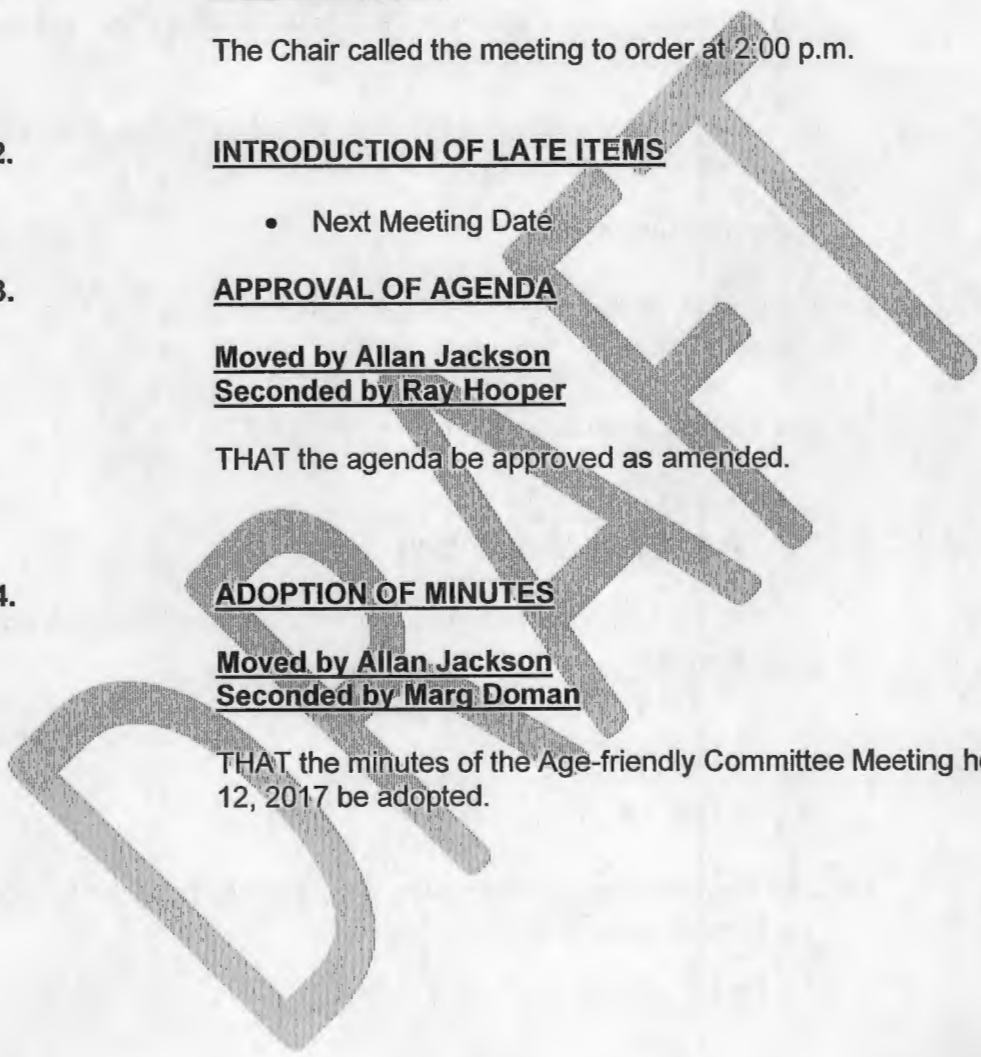 The Chair called the meeting to order at 2:00 p.m.
2. INTRODUCTION OF LATE ITEMS
• Next Meeting Date
3. APPROVAL OF AGENDA
Moved by Allan Jackson
Seconded by Ray Hooper
THAT the agenda be approved as amended.
4. ADOPTION OF MINUTES
Moved by Allan Jackson
Seconded by Marg Doman
THAT the minutes of the Age-friendly Committee Meeting
12, 2017 be adopted.
DRAFT